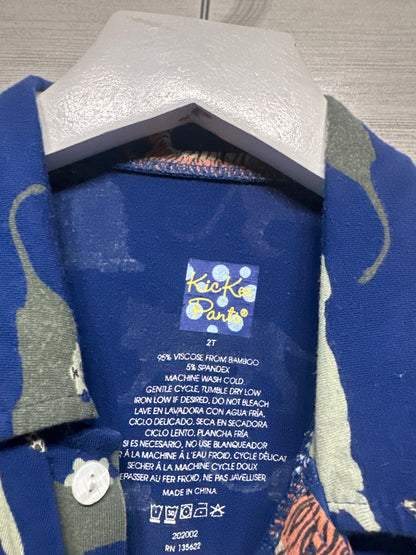 KicKee
Pants®
2T
95% VISCOSE FROM BAMBOO
5% SPANDEX
MACHINE WASH COLD
GENTLE CYCLE, TUMBLE DRY LOW
IRON LOW IF DESIRED, DO NOT BLEACH
LAVE EN LAVADORA CON AGUA FRÍA,
CICLO DELICADO, SECA EN SECADORA
CICLO LENTO, PLANCHA FRÍA
SI ES NECESARIO, NO USE BLANQUEADOR
R À LA MACHINE Á L'EAU FROID, CYCLE DÉLICAT
SÉCHER Á LA MACHINE CYCLE DOUX
EPASSER AU FER FROID, NE PAS JAVELLISER
MADE IN CHINA
202002
RN 135622